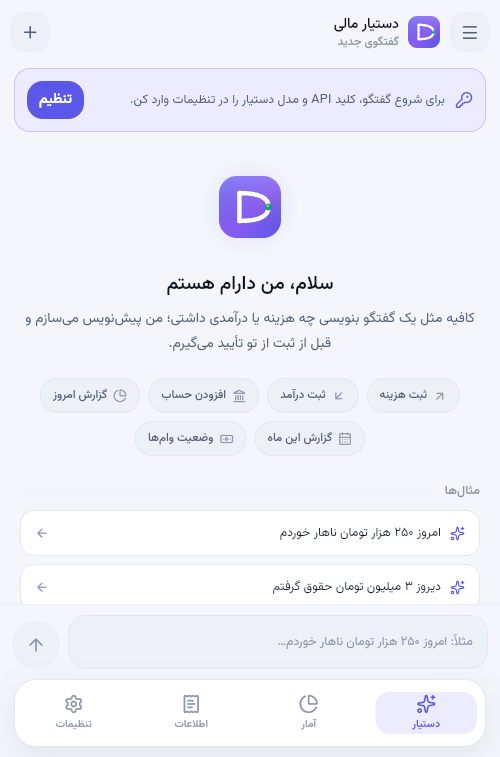 دستیار مالی
گفتگوی جدید
برای شروع گفتگو، کلید API و مدل دستیار را در تنظیمات وارد کن.
تنظیم
سلام، من دارام هستم
کافیه مثل یک گفتگو بنویسی چه هزینه یا درآمدی داشتی؛ من پیش‌نویس می‌سازم و
قبل از ثبت از تو تأیید می‌گیرم.
ثبت هزینه
ثبت درآمد
افزودن حساب
گزارش امروز
گزارش این ماه
وضعیت وام‌ها
مثال‌ها
امروز ۲۵۰ هزار تومان ناهار خوردم
دیروز ۳ میلیون تومان حقوق گرفتم
مثلاً: امروز ۲۵۰ هزار تومان ناهار خوردم...
دستیار
آمار
اطلاعات
تنظیمات